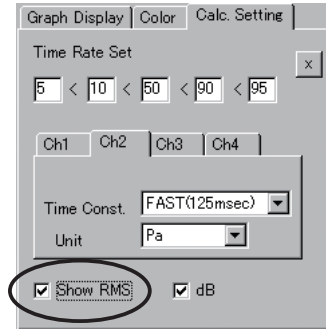 Graph Display Color Calc. Setting
Time Rate Set
x
5 < 10 < 50 < 90 < 95
Ch1 Ch2 Ch3 Ch4
Time Const. FAST(125msec)
Unit Pa
Show RMS dB